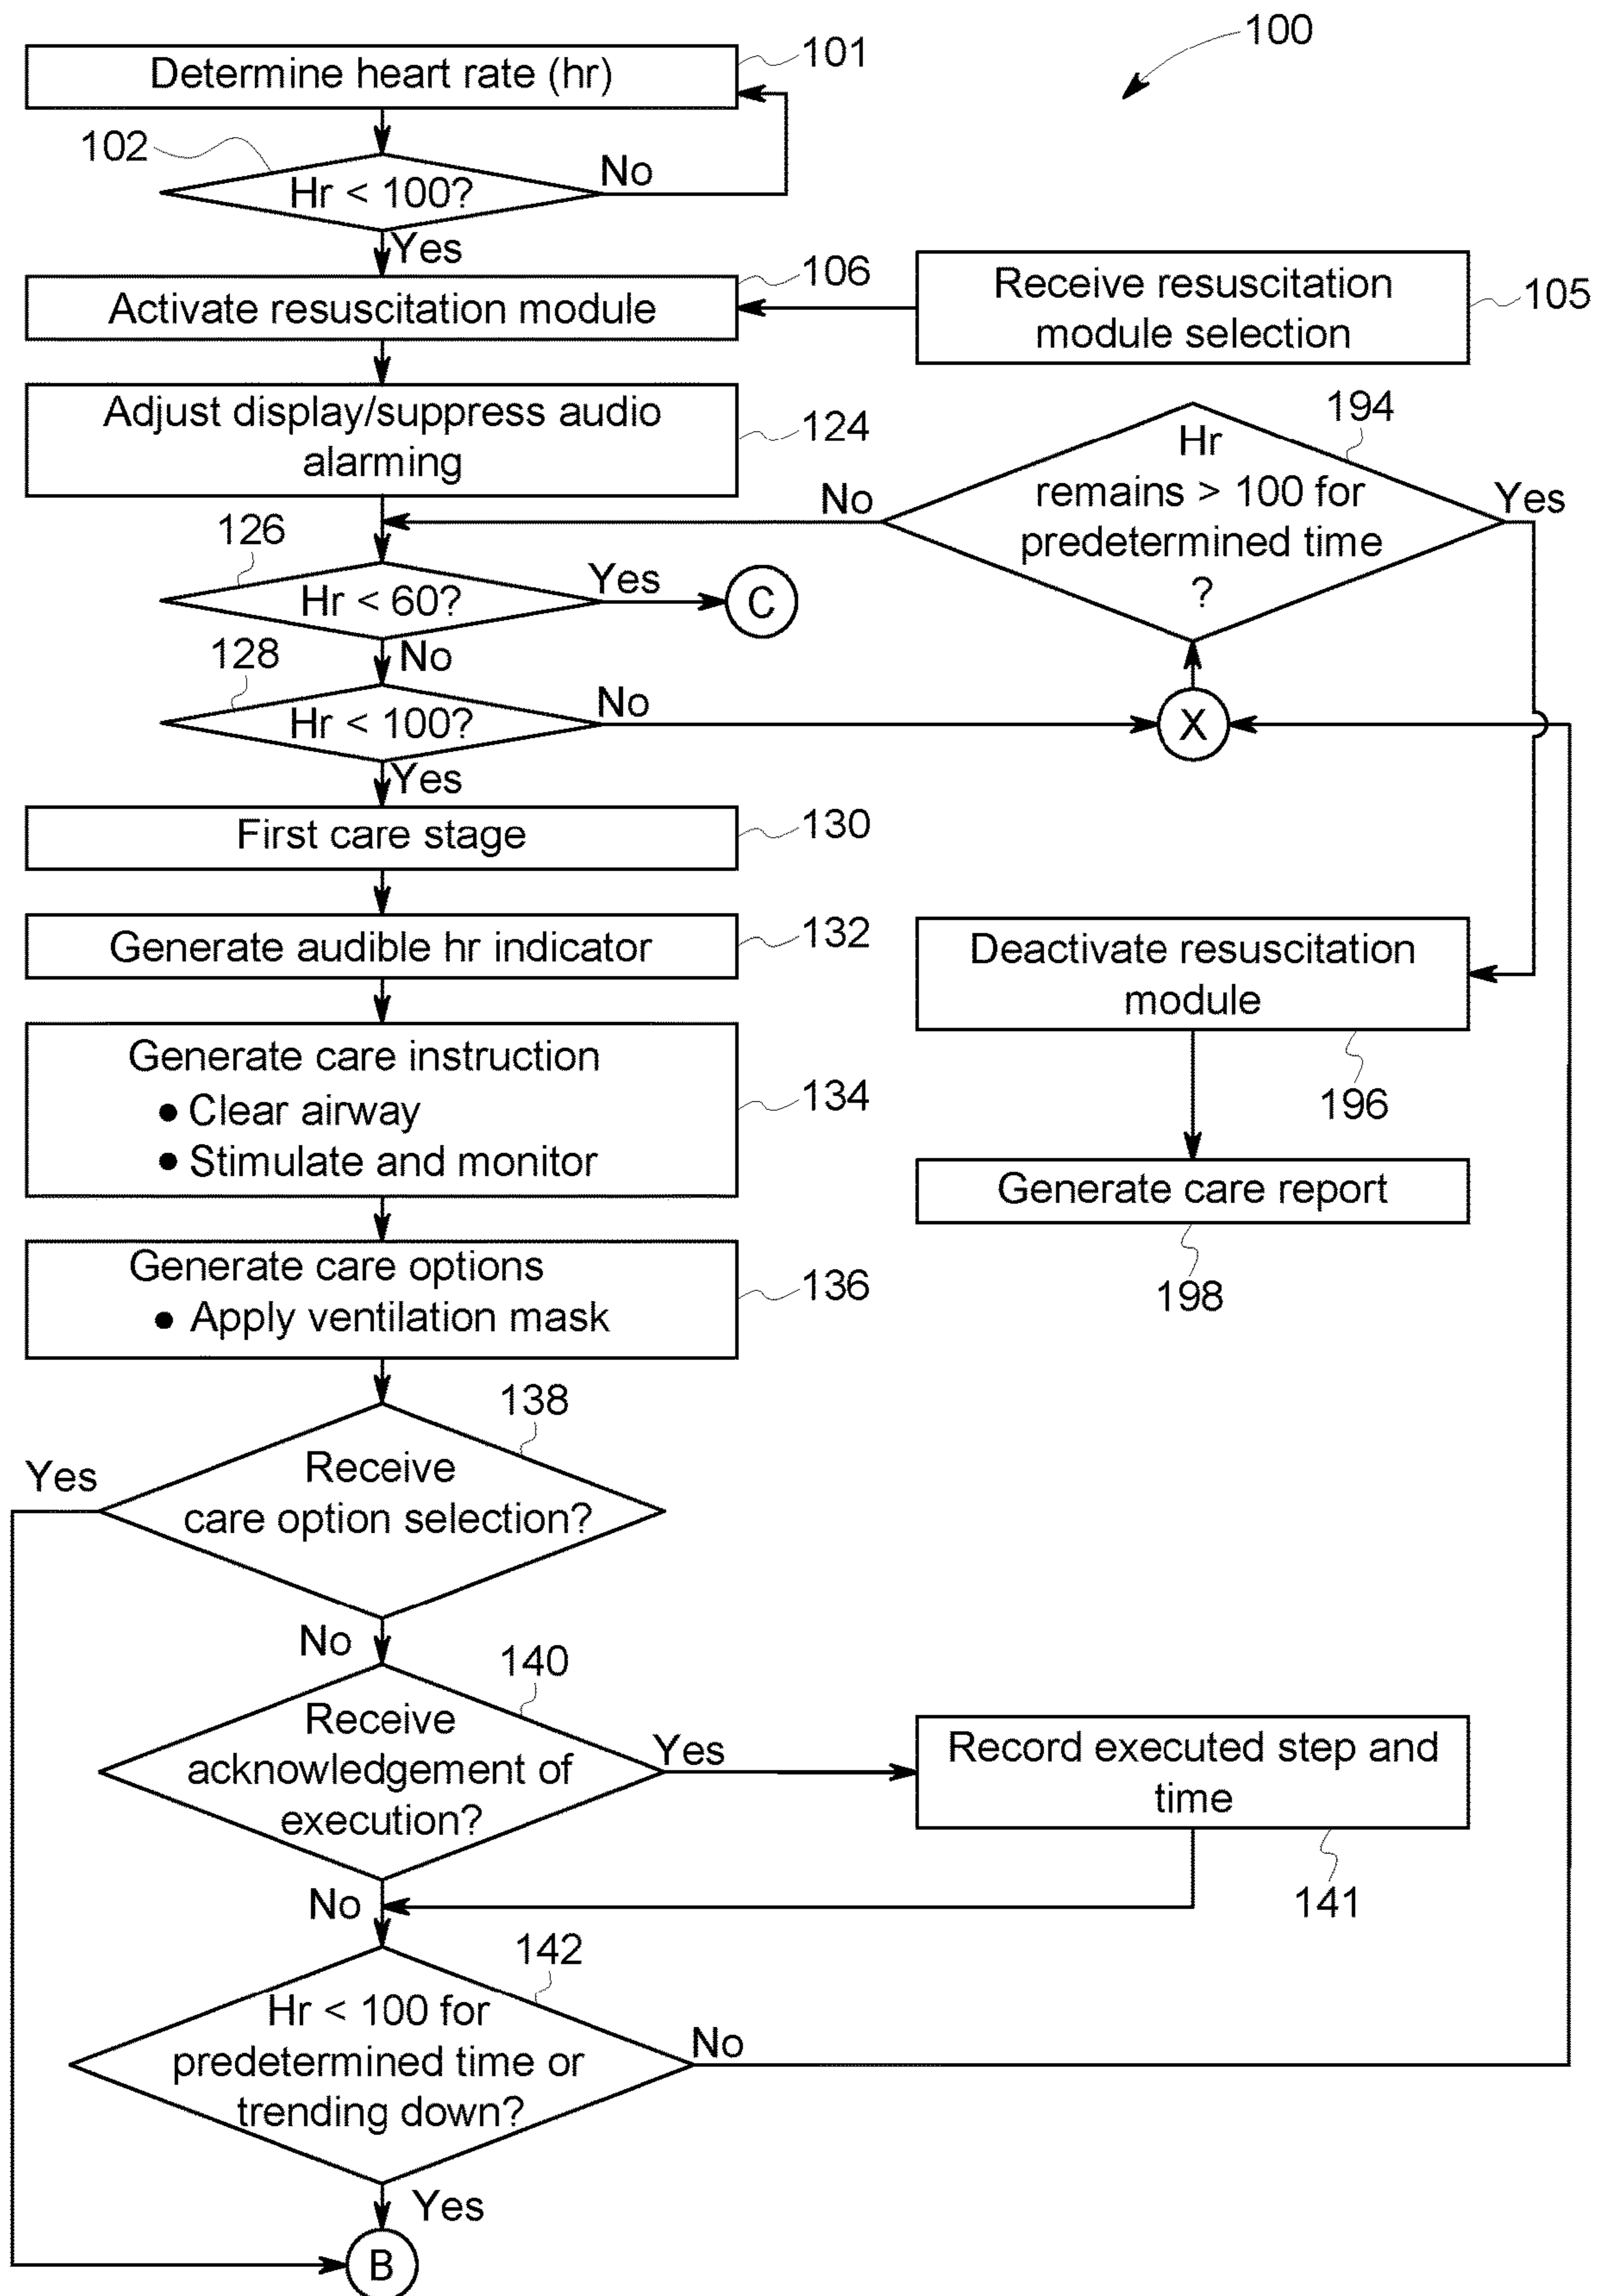 100
Determine heart rate (hr)
101
102
Hr < 100?
No
Yes
Activate resuscitation module
106
Receive resuscitation
module selection
105
Adjust display/suppress audio
alarming
124
194
Hr
remains > 100 for
predetermined time
?
No
Yes
126
Hr < 60?
Yes
C
No
128
Hr < 100?
No
X
Yes
First care stage
130
Generate audible hr indicator
132
Deactivate resuscitation
module
196
Generate care instruction
• Clear airway
• Stimulate and monitor
134
Generate care report
198
Generate care options
• Apply ventilation mask
136
138
Receive
care option selection?
Yes
No
140
Receive
acknowledgement of
execution?
Yes
Record executed step and
time
141
No
142
Hr < 100 for
predetermined time or
trending down?
No
Yes
B